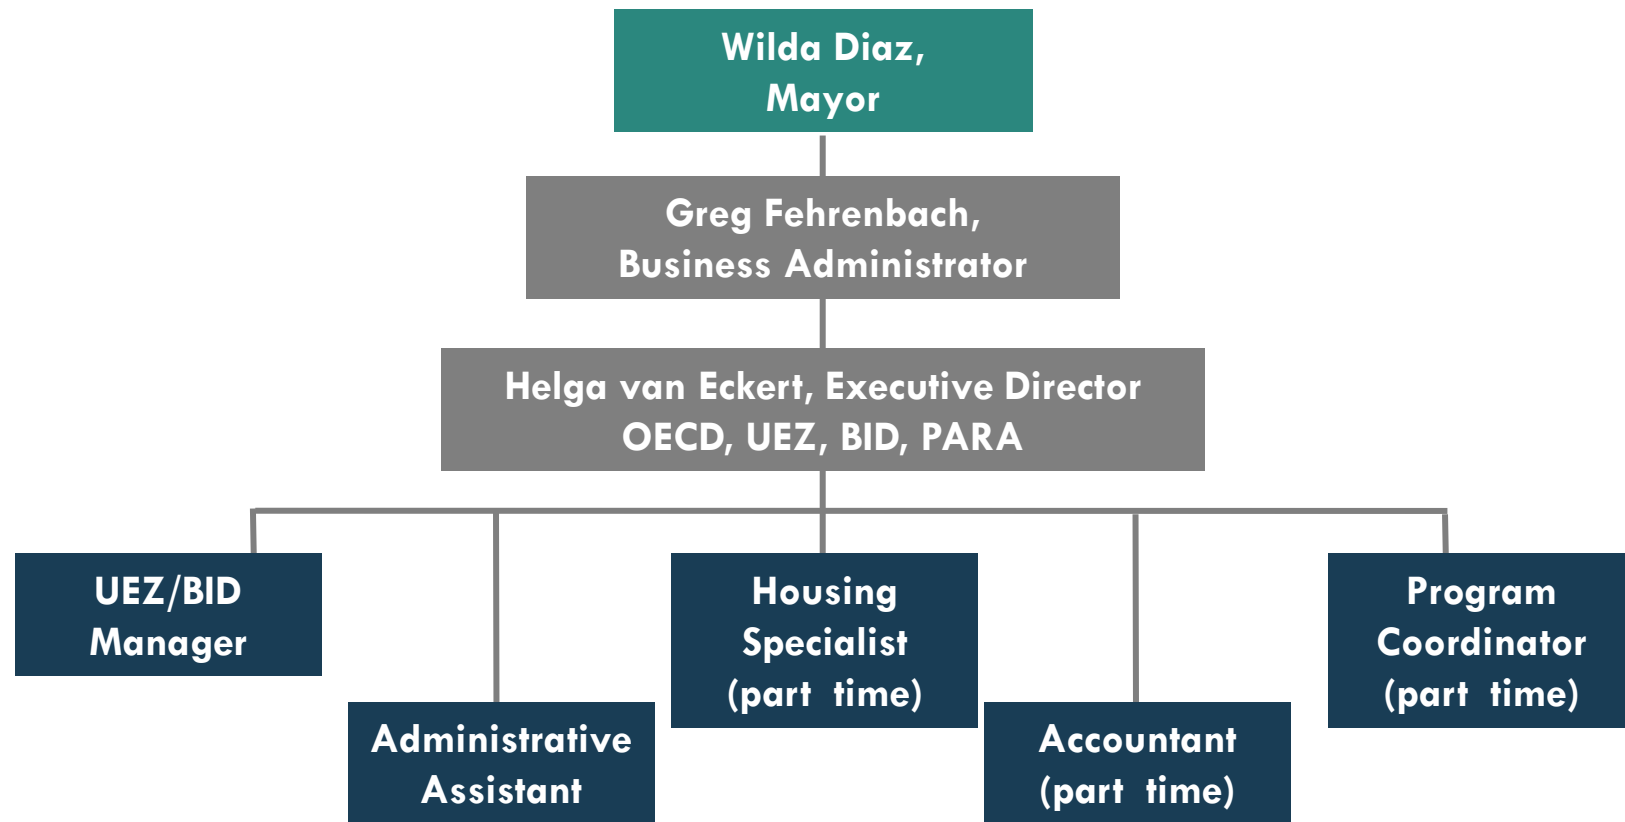 Wilda Diaz,
Mayor
Greg Fehrenbach,
Business Administrator
Helga van Eckert, Executive Director
OECD, UEZ, BID, PARA
UEZ/BID
Manager
Administrative
Assistant
Housing
Specialist
(part time)
Accountant
(part time)
Program
Coordinator
(part time)